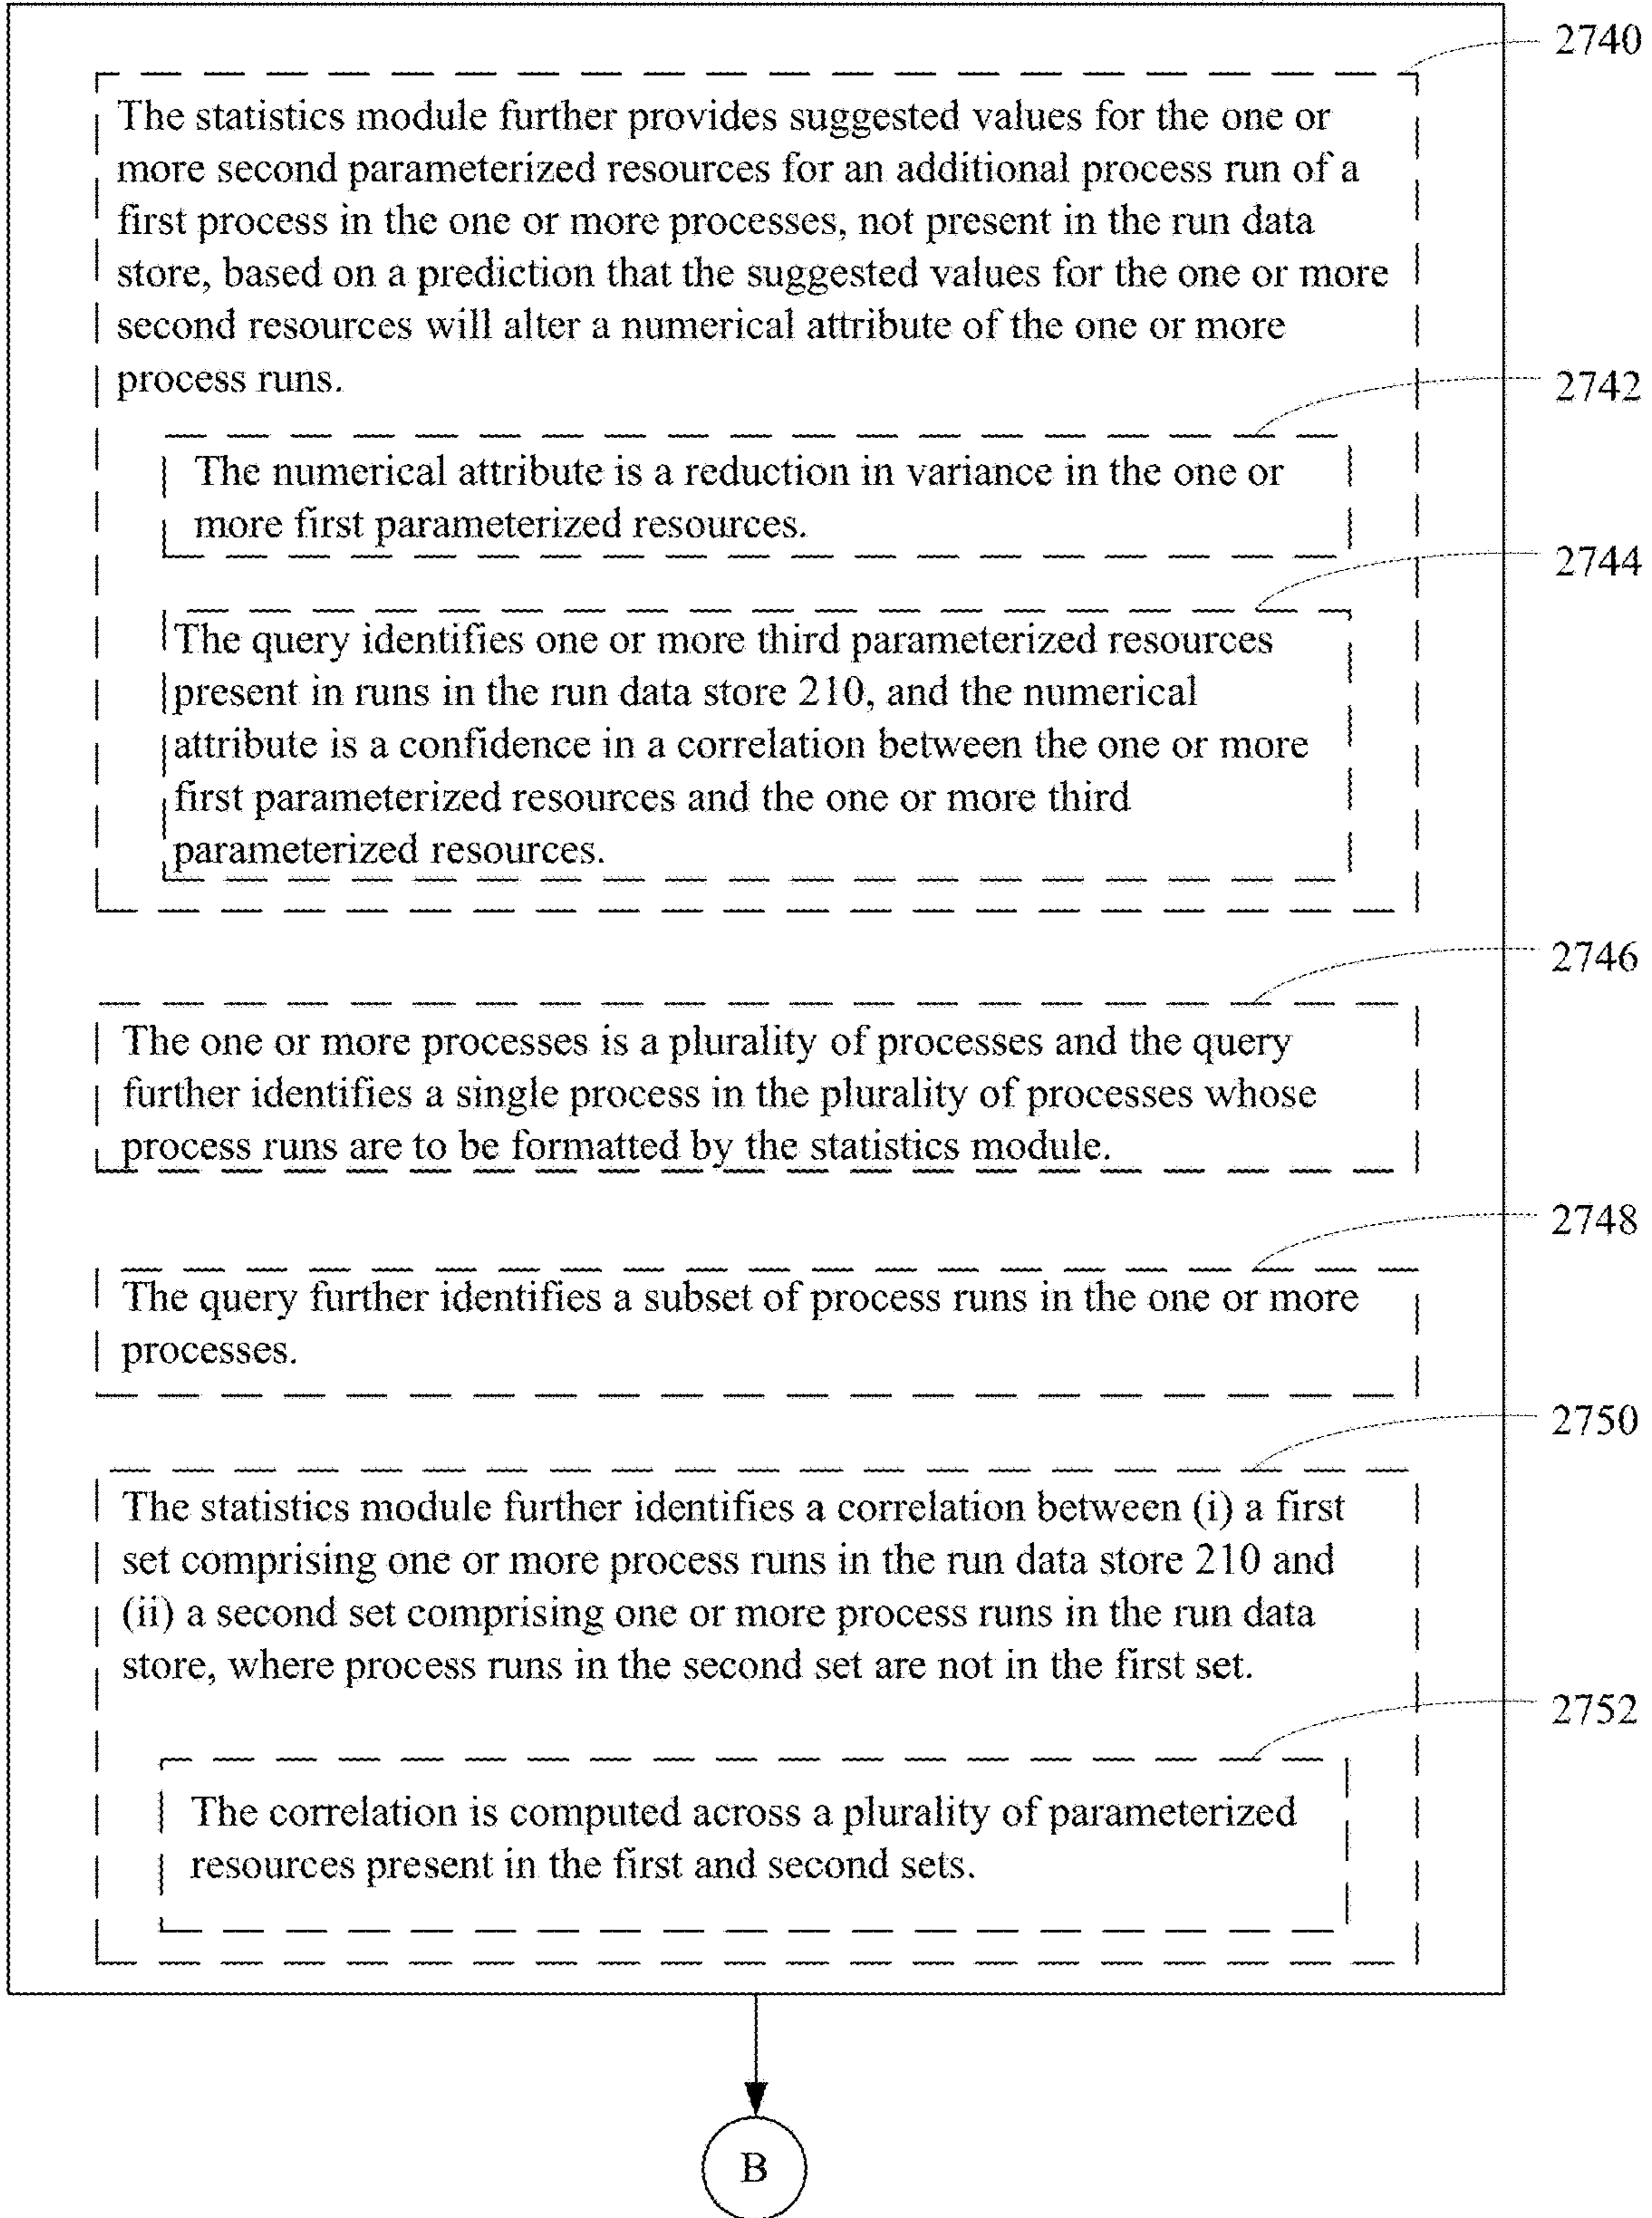 2740
The statistics module further provides suggested values for the one or
more second parameterized resources for an additional process run of a
first process in the one or more processes, not present in the run data
store, based on a prediction that the suggested values for the one or more
second resources will alter a numerical attribute of the one or more
process runs.
2742
The numerical attribute is a reduction in variance in the one or
more first parameterized resources.
2744
The query identifies one or more third parameterized resources
present in runs in the run data store 210, and the numerical
attribute is a confidence in a correlation between the one or more
first parameterized resources and the one or more third
parameterized resources.
2746
The one or more processes is a plurality of processes and the query
further identifies a single process in the plurality of processes whose
process runs are to be formatted by the statistics module.
2748
The query further identifies a subset of process runs in the one or more
processes.
2750
The statistics module further identifies a correlation between (i) a first
set comprising one or more process runs in the run data store 210 and
(ii) a second set comprising one or more process runs in the run data
store, where process runs in the second set are not in the first set.
2752
The correlation is computed across a plurality of parameterized
resources present in the first and second sets.
B